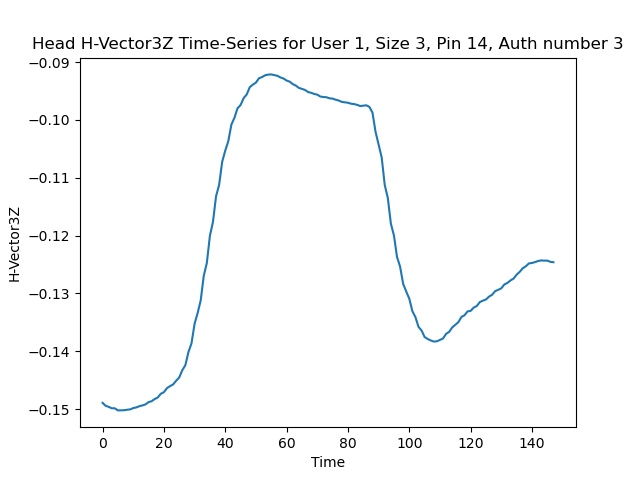 Head H-Vector3Z Time-Series for User 1, Size 3, Pin 14, Auth number 3
−0.09
−0.10
−0.11
−0.12
−0.13
−0.14
−0.15
H-Vector3Z
0 20 40 60 80 100 120 140
Time